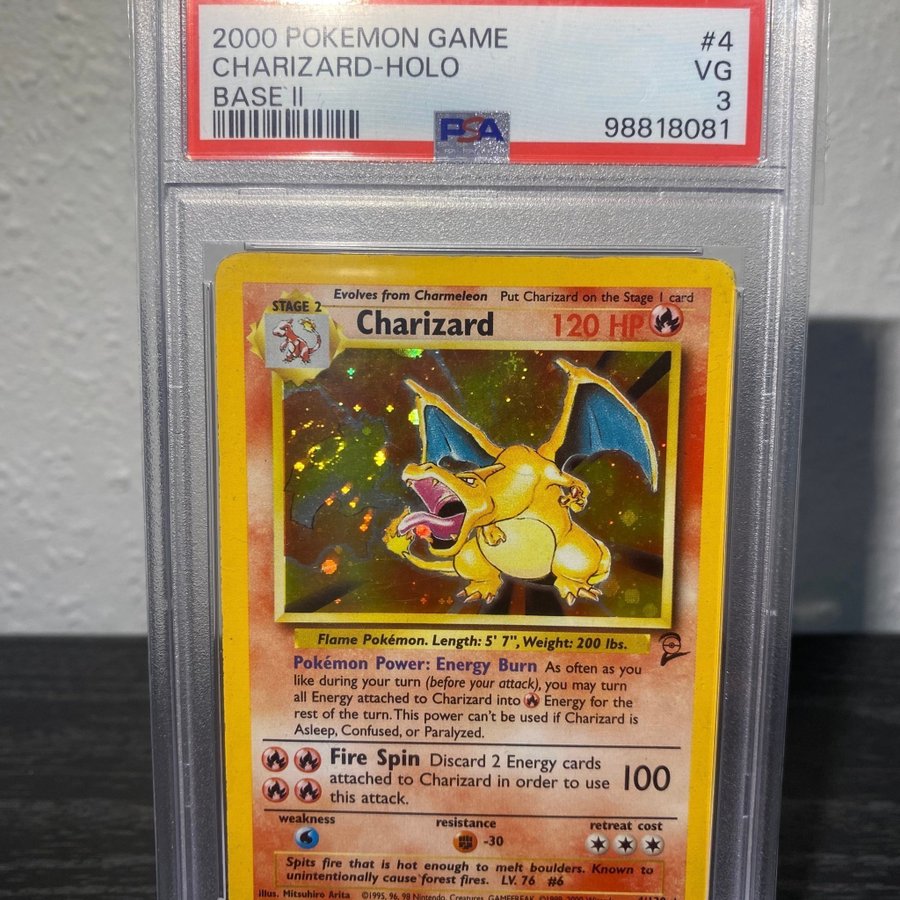 2000 POKEMON GAME #4
CHARIZARD-HOLO VG
BASE II 3
PSA 98818081
Evolves from Charmeleon Put Charizard on the Stage 1 card
STAGE 2
Charizard 120 HP
Flame Pokémon. Length: 5' 7", Weight: 200 lbs.
Pokémon Power: Energy Burn As often as you
like during your turn (before your attack), you may turn
all Energy attached to Charizard into Energy for the
rest of the turn. This power can't be used if Charizard is
Asleep, Confused, or Paralyzed.
Fire Spin Discard 2 Energy cards
attached to Charizard in order to use 100
this attack.
weakness resistance retreat cost
-30
Spits fire that is hot enough to melt boulders. Known to
unintentionally cause forest fires. LV. 76 #6
Illus. Mitsuhiro Arita ©1995, 96, 98 Nintendo, Creatures, GAMEFREAK.